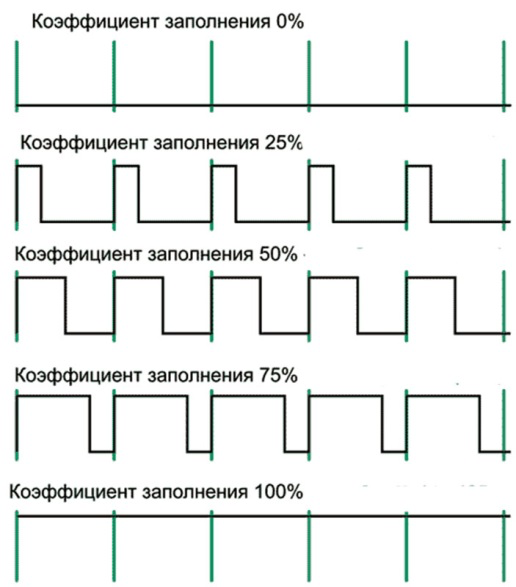 Коэффициент заполнения 0%
Коэффициент заполнения 25%
Коэффициент заполнения 50%
Коэффициент заполнения 75%
Коэффициент заполнения 100%